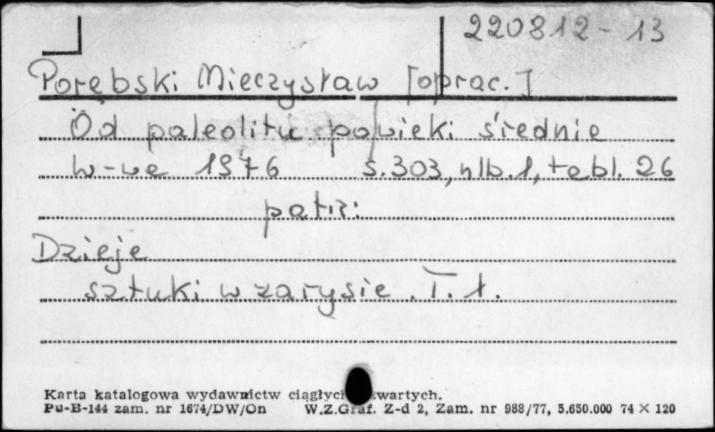 220812-13
Porębski Mieczysław [oprac.]
Od paleolitu po wieki średnie
W-wa 1976 s.303, nlb.1, tabl. 26
patrz:
Dzieje
sztuki w zarysie. T. 1.
Karta katalogowa wydawnictw ciągłych zwartych.
Pu-B-144 zam. nr 1674/DW/On W.Z.Graf. Z-d 2, Zam. nr 988/77, 5.650.000 74 × 120